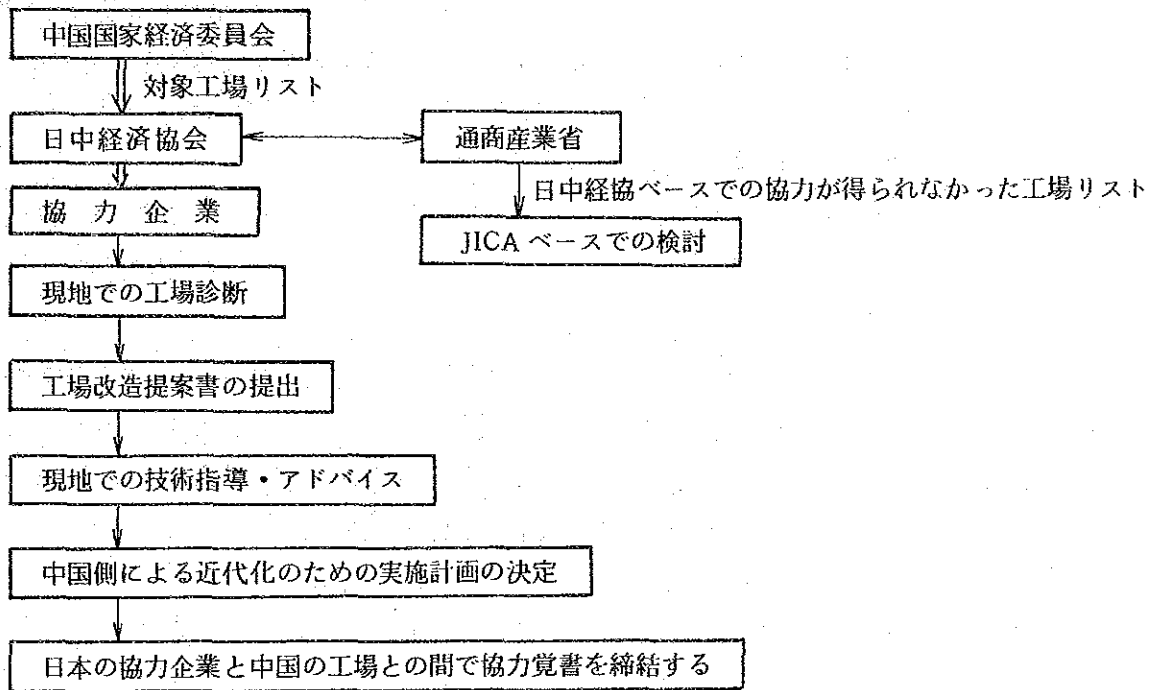 中国国家経済委員会
対象工場リスト
日中経済協会
通商産業省
日中経協ベースでの協力が得られなかった工場リスト
協力企業
JICAベースでの検討
現地での工場診断
工場改造提案書の提出
現地での技術指導・アドバイス
中国側による近代化のための実施計画の決定
日本の協力企業と中国の工場との間で協力覚書を締結する